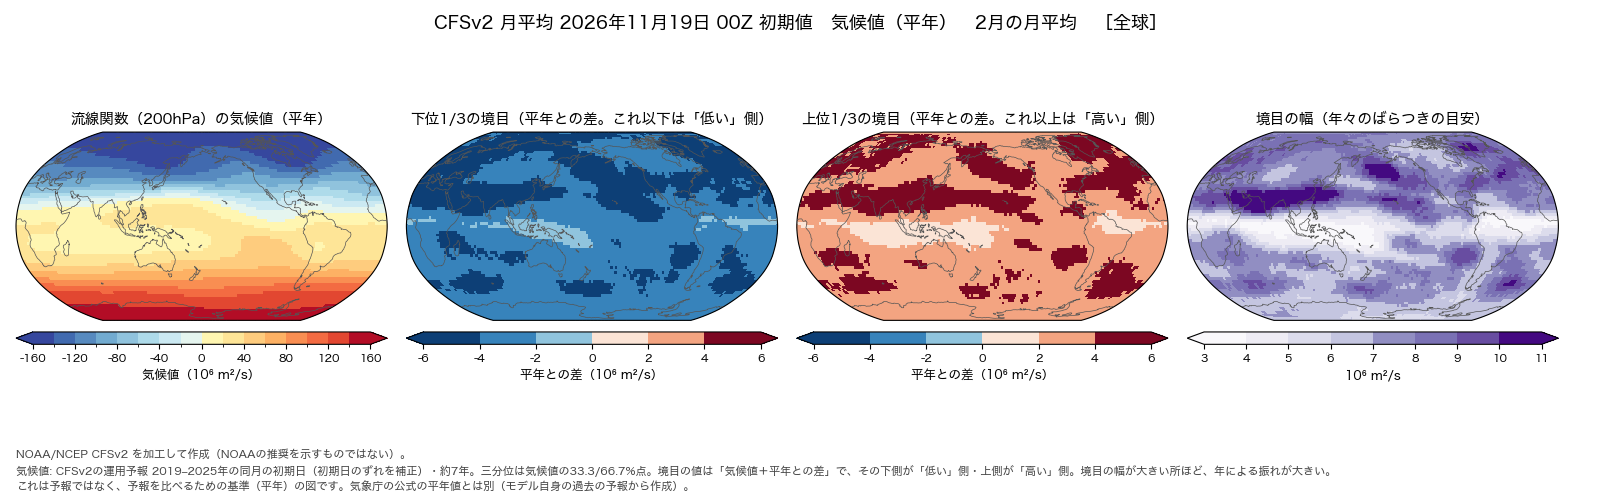 CFSv2 月平均 2026年11月19日 00Z 初期値　気候値（平年）　2月の月平均　［全球］
流線関数（200hPa）の気候値（平年）
下位1/3の境目（平年との差。これ以下は「低い」側）
上位1/3の境目（平年との差。これ以上は「高い」側）
境目の幅（年々のばらつきの目安）
-160 -120 -80 -40 0 40 80 120 160
-6 -4 -2 0 2 4 6
-6 -4 -2 0 2 4 6
3 4 5 6 7 8 9 10 11
気候値（10⁶ m²/s）
平年との差（10⁶ m²/s）
平年との差（10⁶ m²/s）
10⁶ m²/s
NOAA/NCEP CFSv2 を加工して作成（NOAAの推奨を示すものではない）。
気候値: CFSv2の運用予報 2019–2025年の同月の初期日（初期日のずれを補正）・約7年。三分位は気候値の33.3/66.7%点。境目の値は「気候値＋平年との差」で、その下側が「低い」側・上側が「高い」側。境目の幅が大きい所ほど、年による振れが大きい。
これは予報ではなく、予報を比べるための基準（平年）の図です。気象庁の公式の平年値とは別（モデル自身の過去の予報から作成）。